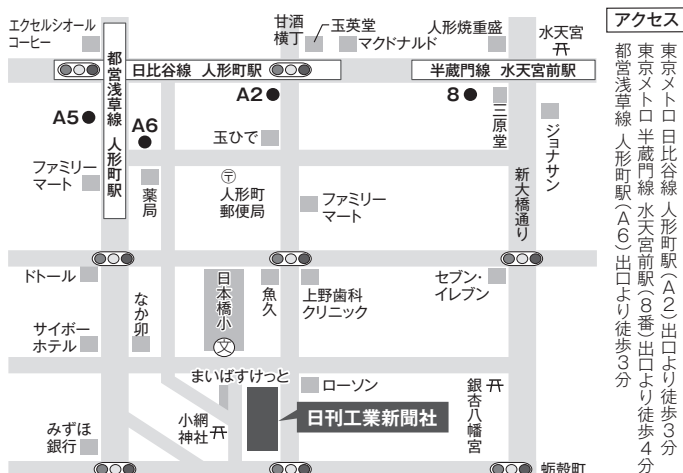 エクセルシオール
コーヒー
甘酒
横丁
玉英堂
マクドナルド
人形焼重盛
水天宮
都営浅草線 人形町駅
日比谷線 人形町駅
半蔵門線 水天宮前駅
A5
A6
A2
8
玉ひで
三原堂
ジョナサン
ファミリー
マート
薬局
〒
人形町
郵便局
ファミリー
マート
新大橋通り
ドトール
なか卯
日本橋小
文
魚久
上野歯科
クリニック
セブン‐
イレブン
サイボー
ホテル
まいばすけっと
ローソン
銀杏八幡宮
日刊工業新聞社
小網
神社
みずほ
銀行
蛎殻町
アクセス
東京メトロ 日比谷線 人形町駅(A2)出口より徒歩3分
東京メトロ 半蔵門線 水天宮前駅(8番)出口より徒歩4分
都営浅草線 人形町駅(A6)出口より徒歩3分